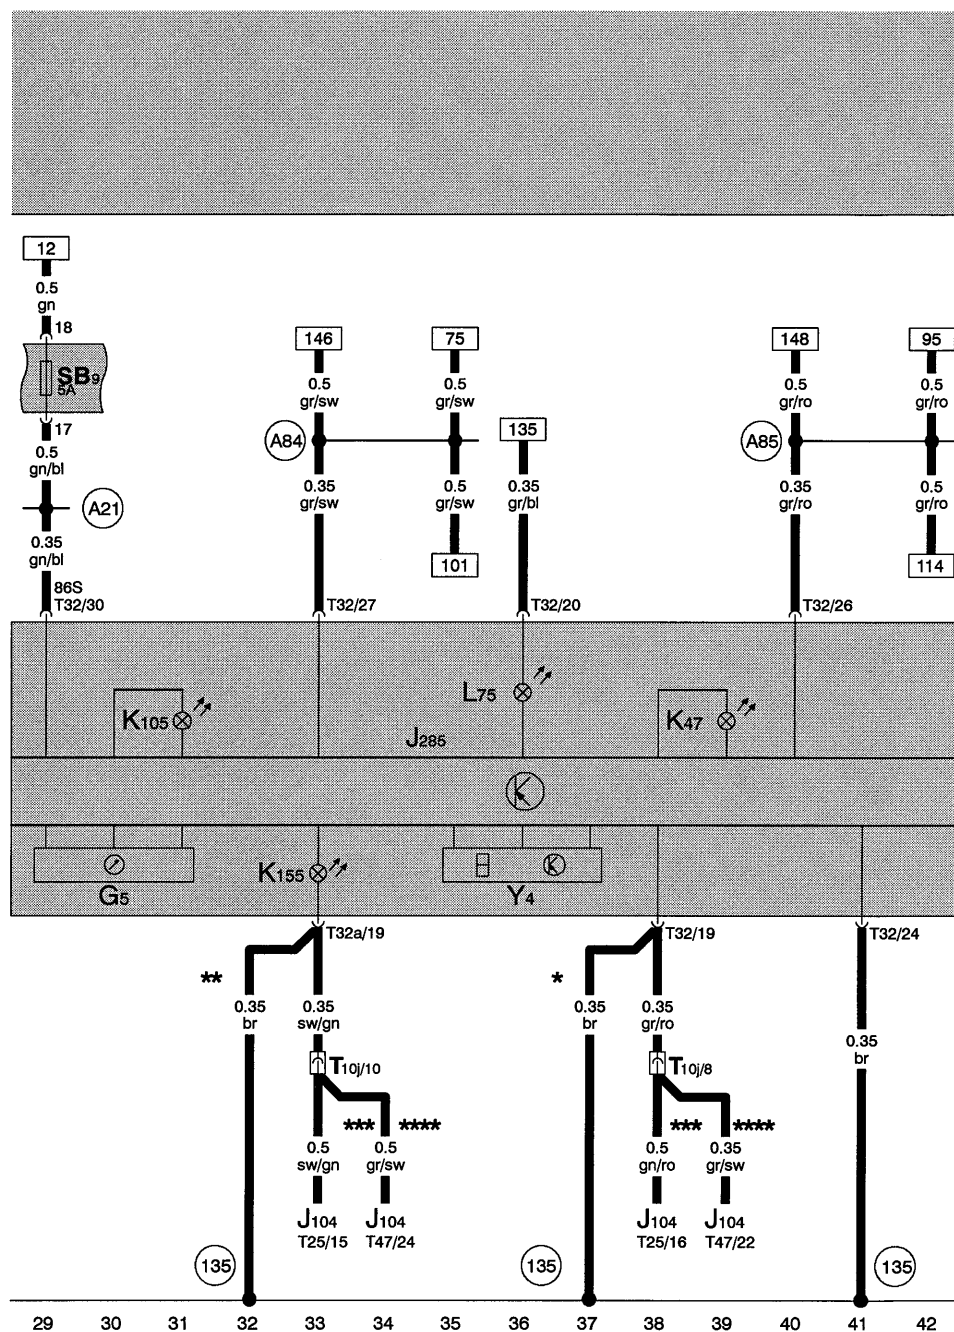 12
0.5
gn
18
SB9
5A
17
0.5
gn/bl
A21
0.35
gn/bl
86S
T32/30
146
75
148
95
0.5
gr/sw
0.5
gr/sw
0.5
gr/ro
0.5
gr/ro
A84
135
A85
0.35
gr/sw
0.5
gr/sw
0.35
gr/bl
0.35
gr/ro
0.5
gr/ro
101
114
T32/27
T32/20
T32/26
K105
L75
K47
J285
G5
K155
Y4
T32a/19
T32/19
T32/24
**
*
0.35
br
0.35
sw/gn
0.35
br
0.35
gr/ro
0.35
br
T10j/10
T10j/8
***
****
***
****
0.5
sw/gn
0.5
gr/sw
0.5
gn/ro
0.35
gr/sw
J104
T25/15
J104
T47/24
J104
T25/16
J104
T47/22
135
135
135
29 30 31 32 33 34 35 36 37 38 39 40 41 42